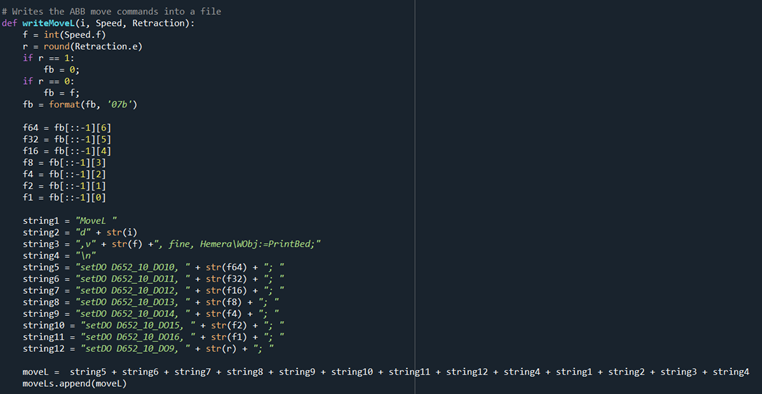 # Writes the ABB move commands into a file
def writeMoveL(i, Speed, Retraction):
    f = int(Speed.f)
    r = round(Retraction.e)
    if r == 1:
        fb = 0;
    if r == 0:
        fb = f;
    fb = format(fb, '07b')

    f64 = fb[::-1][6]
    f32 = fb[::-1][5]
    f16 = fb[::-1][4]
    f8 = fb[::-1][3]
    f4 = fb[::-1][2]
    f2 = fb[::-1][1]
    f1 = fb[::-1][0]

    string1 = "MoveL "
    string2 = "d" + str(i)
    string3 = ",v" + str(f) +", fine, Hemera\WObj:=PrintBed;"
    string4 = "\n"
    string5 = "setDO D652_10_DO10, " + str(f64) + "; "
    string6 = "setDO D652_10_DO11, " + str(f32) + "; "
    string7 = "setDO D652_10_DO12, " + str(f16) + "; "
    string8 = "setDO D652_10_DO13, " + str(f8) + "; "
    string9 = "setDO D652_10_DO14, " + str(f4) + "; "
    string10 = "setDO D652_10_DO15, " + str(f2) + "; "
    string11 = "setDO D652_10_DO16, " + str(f1) + "; "
    string12 = "setDO D652_10_DO9, " + str(r) + "; "

    moveL =  string5 + string6 + string7 + string8 + string9 + string10 + string11 + string12 + string4 + string1 + string2 + string3 + string4
    moveLs.append(moveL)